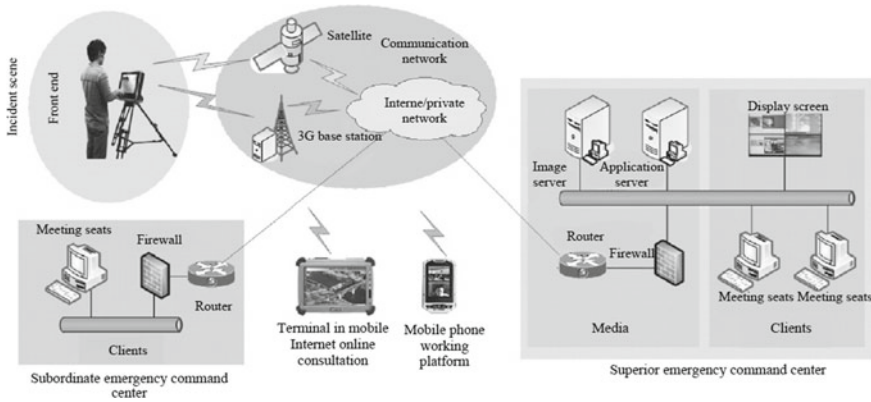 Incident scene
Front end
Satellite
Communication
network
Interne/private
network
3G base station
Meeting seats
Firewall
Router
Clients
Subordinate emergency command
center
Terminal in mobile
Internet online
consultation
Mobile phone
working
platform
Image
server
Application
server
Display screen
Router
Firewall
Meeting seats
Meeting seats
Media
Clients
Superior emergency command center